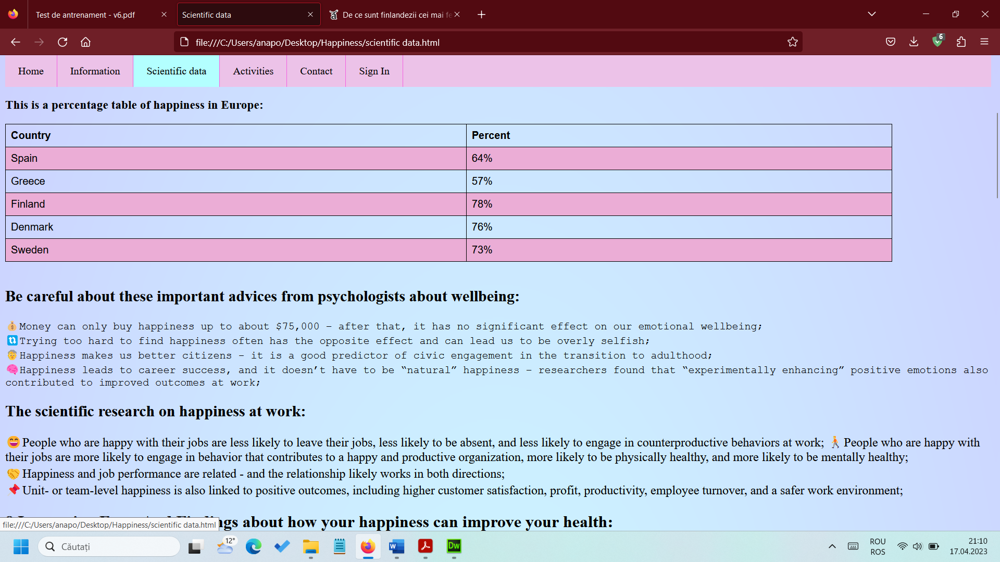 Test de antrenament - v6.pdf
Scientific data
De ce sunt finlandezii cei mai fe
file:///C:/Users/anapo/Desktop/Happiness/scientific data.html
6
Home Information Scientific data Activities Contact Sign In
This is a percentage table of happiness in Europe:
Country Percent
Spain 64%
Greece 57%
Finland 78%
Denmark 76%
Sweden 73%
Be careful about these important advices from psychologists about wellbeing:
💰Money can only buy happiness up to about $75,000 – after that, it has no significant effect on our emotional wellbeing;
🔃Trying too hard to find happiness often has the opposite effect and can lead us to be overly selfish;
🧓Happiness makes us better citizens – it is a good predictor of civic engagement in the transition to adulthood;
🧠Happiness leads to career success, and it doesn’t have to be “natural” happiness – researchers found that “experimentally enhancing” positive emotions also
contributed to improved outcomes at work;
The scientific research on happiness at work:
😄People who are happy with their jobs are less likely to leave their jobs, less likely to be absent, and less likely to engage in counterproductive behaviors at work; 🚶People who are happy with
their jobs are more likely to engage in behavior that contributes to a happy and productive organization, more likely to be physically healthy, and more likely to be mentally healthy;
🤝Happiness and job performance are related - and the relationship likely works in both directions;
📌Unit- or team-level happiness is also linked to positive outcomes, including higher customer satisfaction, profit, productivity, employee turnover, and a safer work environment;
about how your happiness can improve your health:
file:///C:/Users/anapo/Desktop/Happiness/scientific data.html
Căutați
12°
W
Dw
ROU
ROS
21:10
17.04.2023